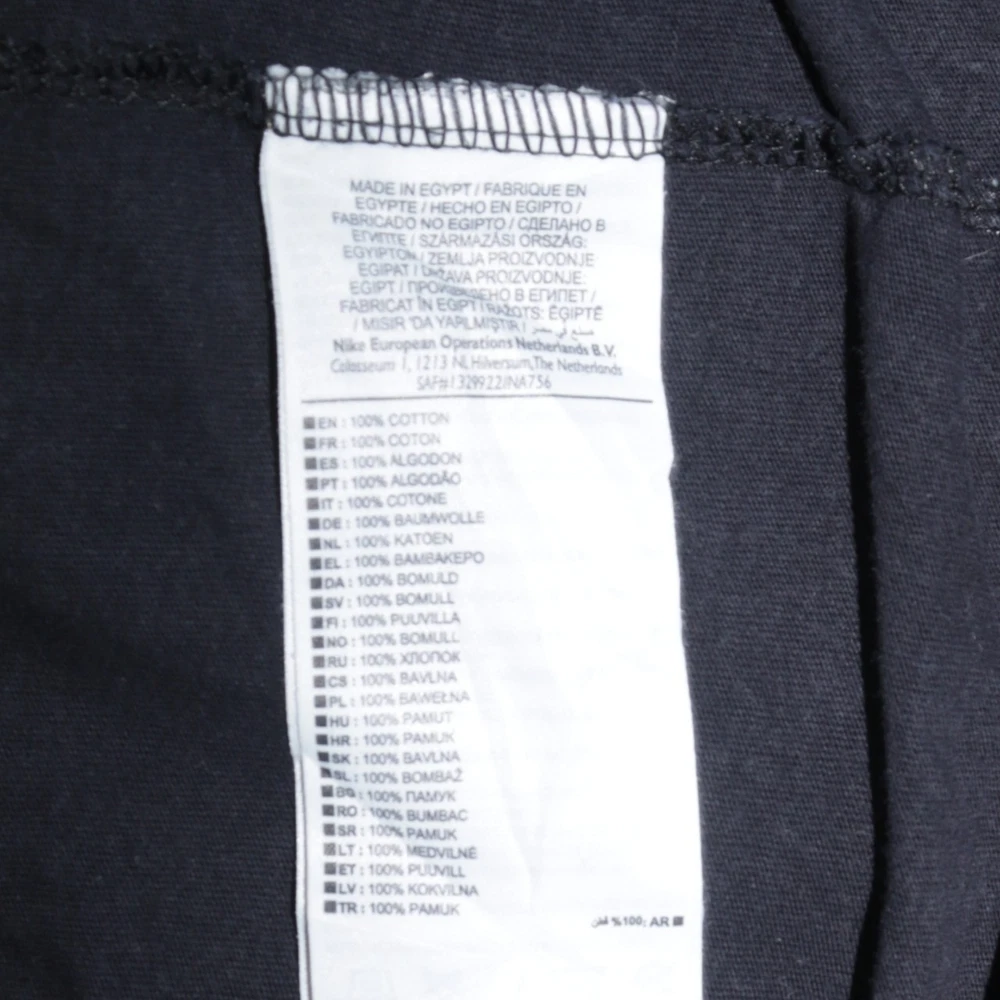 MADE IN EGYPT / FABRIQUE EN
EGYPTE / HECHO EN EGIPTO /
FABRICADO NO EGIPTO / СДЕЛАНО В
ЕГИПТЕ / SZÁRMAZÁSI ORSZÁG:
EGYIPTON / ZEMLJA PROIZVODNJE
EGIPAT / DRŽAVA PROIZVODNJE:
EGIPT / ПРОИЗВЕДЕНО В ЕГИПЕТ /
FABRICAT ÎN EGIPT / RAŽOTS: ĒĢIPTĒ
/ MISIR 'DA YAPILMIŞTIR / صنع في مصر
Nike European Operations Netherlands B.V.
Colosseum 1, 1213 NL Hilversum, The Netherlands
SAF#1329922/NA756
EN : 100% COTTON
FR : 100% COTON
ES : 100% ALGODON
PT : 100% ALGODÃO
IT : 100% COTONE
DE : 100% BAUMWOLLE
NL : 100% KATOEN
EL : 100% ΒΑΜΒΑΚΕΡΟ
DA : 100% BOMULD
SV : 100% BOMULL
FI : 100% PUUVILLA
NO : 100% BOMULL
RU : 100% ХЛОПОК
CS : 100% BAVLNA
PL : 100% BAWEŁNA
HU : 100% PAMUT
HR : 100% PAMUK
SK : 100% BAVLNA
SL : 100% BOMBAŽ
BG : 100% ПАМУК
RO : 100% BUMBAC
SR : 100% PAMUK
LT : 100% MEDVILNĖ
ET : 100% PUUVILL
LV : 100% KOKVILNA
TR : 100% PAMUK
قطن %100: AR